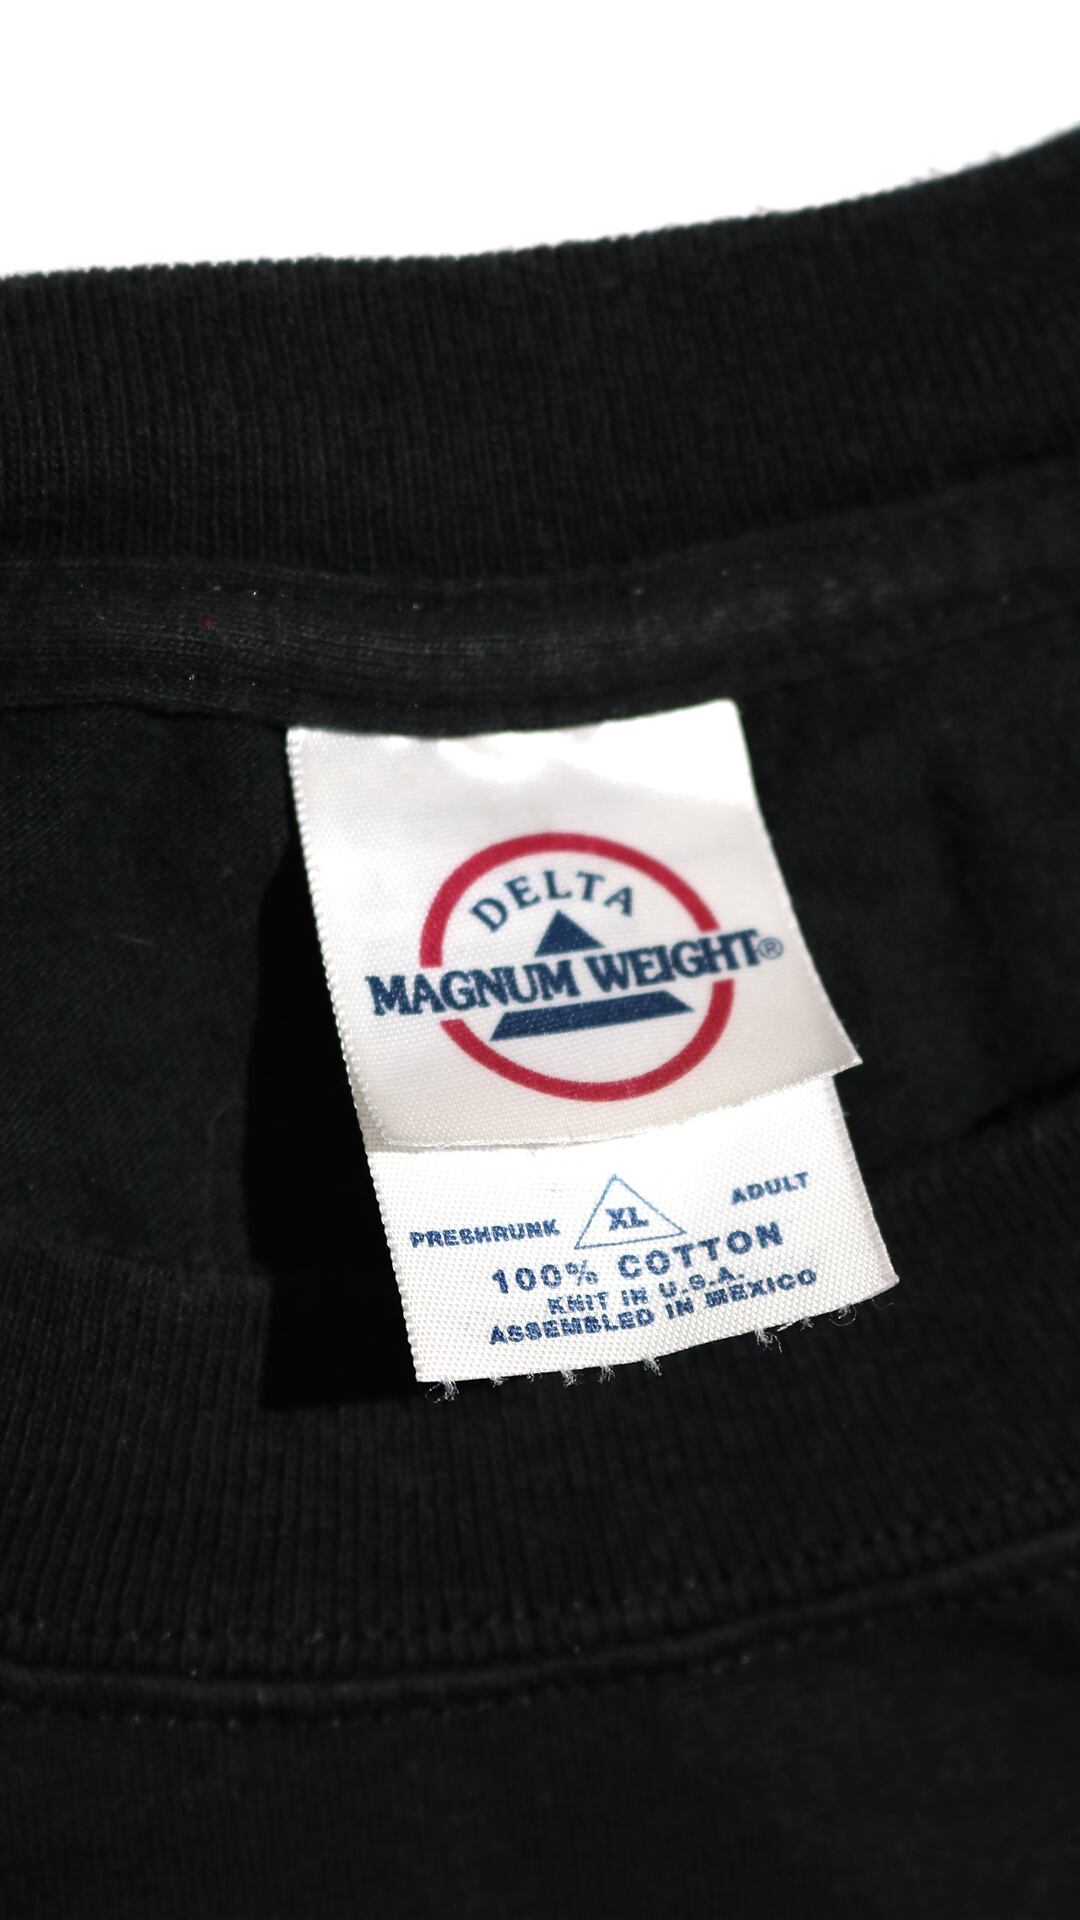 DELTA
MAGNUM WEIGHT®
PRESHRUNK XL ADULT
100% COTTON
KNIT IN U.S.A.
ASSEMBLED IN MEXICO